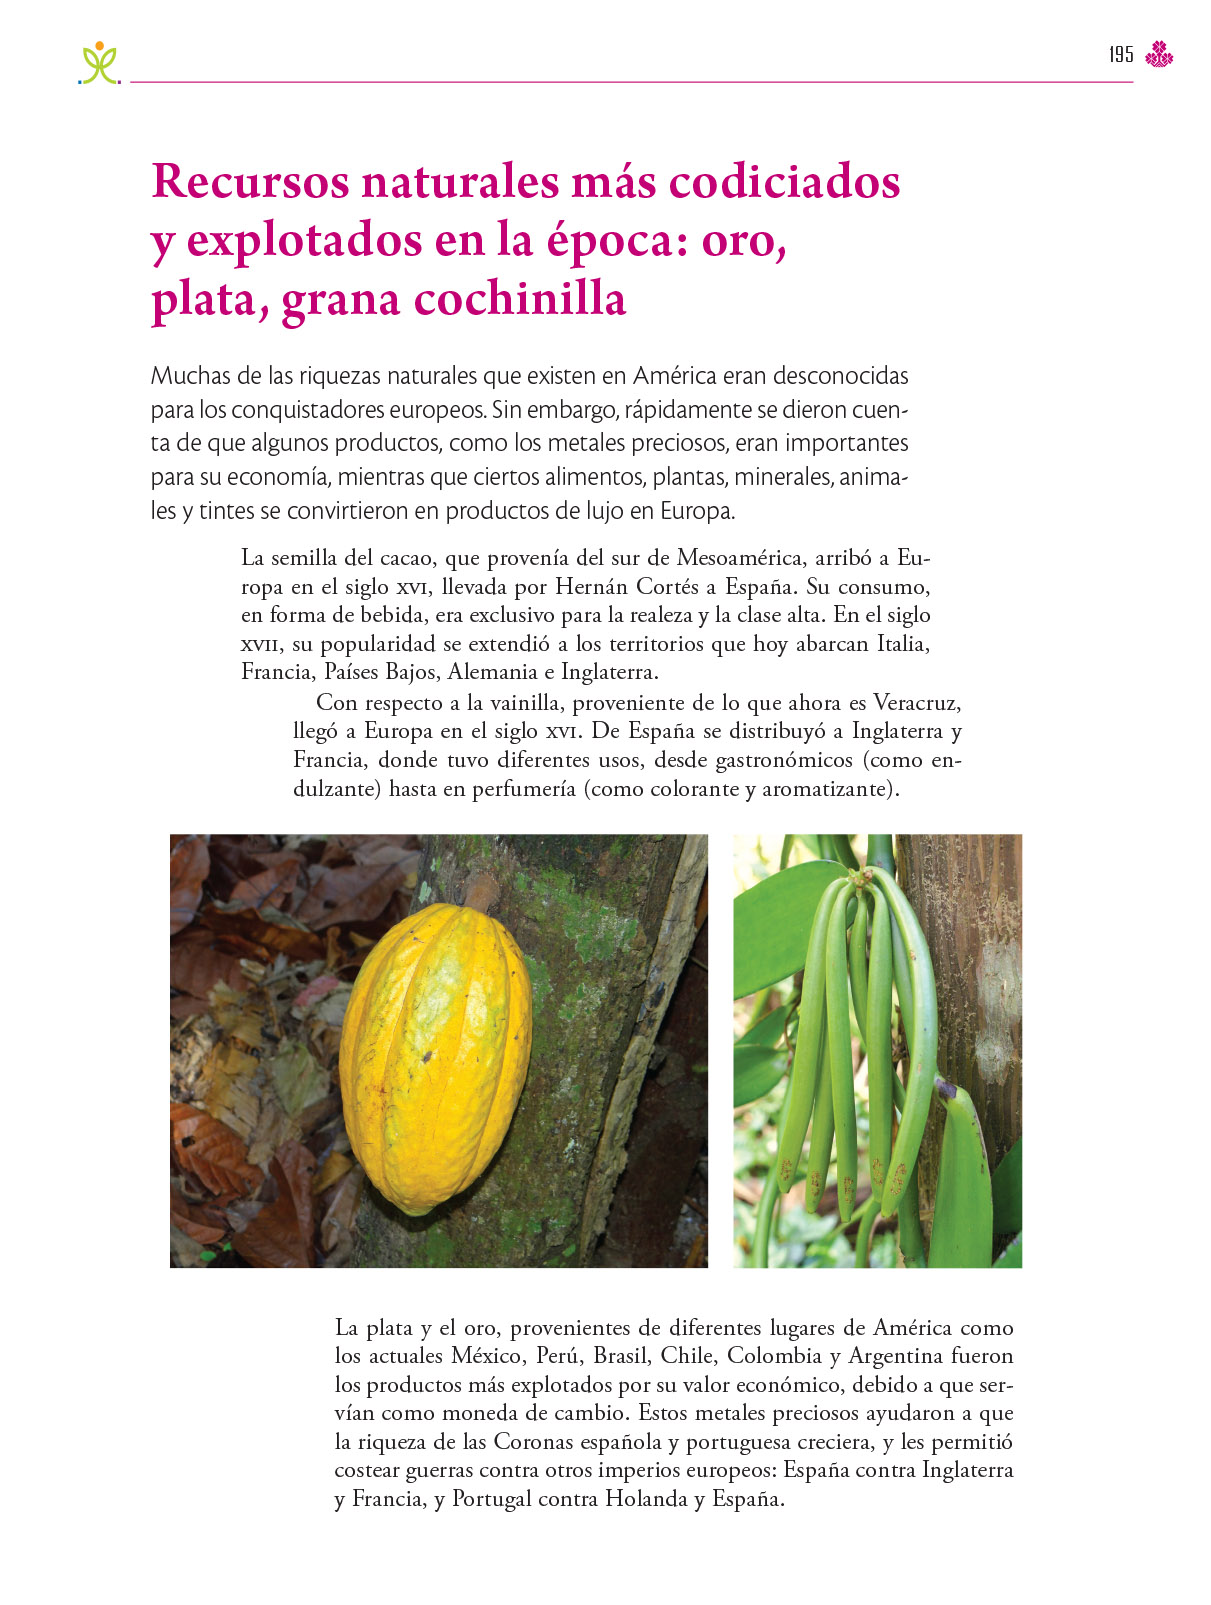 195
Recursos naturales más codiciados
y explotados en la época: oro,
plata, grana cochinilla
Muchas de las riquezas naturales que existen en América eran desconocidas
para los conquistadores europeos. Sin embargo, rápidamente se dieron cuen-
ta de que algunos productos, como los metales preciosos, eran importantes
para su economía, mientras que ciertos alimentos, plantas, minerales, anima-
les y tintes se convirtieron en productos de lujo en Europa.
La semilla del cacao, que provenía del sur de Mesoamérica, arribó a Eu-
ropa en el siglo XVI, llevada por Hernán Cortés a España. Su consumo,
en forma de bebida, era exclusivo para la realeza y la clase alta. En el siglo
XVII, su popularidad se extendió a los territorios que hoy abarcan Italia,
Francia, Países Bajos, Alemania e Inglaterra.
Con respecto a la vainilla, proveniente de lo que ahora es Veracruz,
llegó a Europa en el siglo XVI. De España se distribuyó a Inglaterra y
Francia, donde tuvo diferentes usos, desde gastronómicos (como en-
dulzante) hasta en perfumería (como colorante y aromatizante).
La plata y el oro, provenientes de diferentes lugares de América como
los actuales México, Perú, Brasil, Chile, Colombia y Argentina fueron
los productos más explotados por su valor económico, debido a que ser-
vían como moneda de cambio. Estos metales preciosos ayudaron a que
la riqueza de las Coronas española y portuguesa creciera, y les permitió
costear guerras contra otros imperios europeos: España contra Inglaterra
y Francia, y Portugal contra Holanda y España.